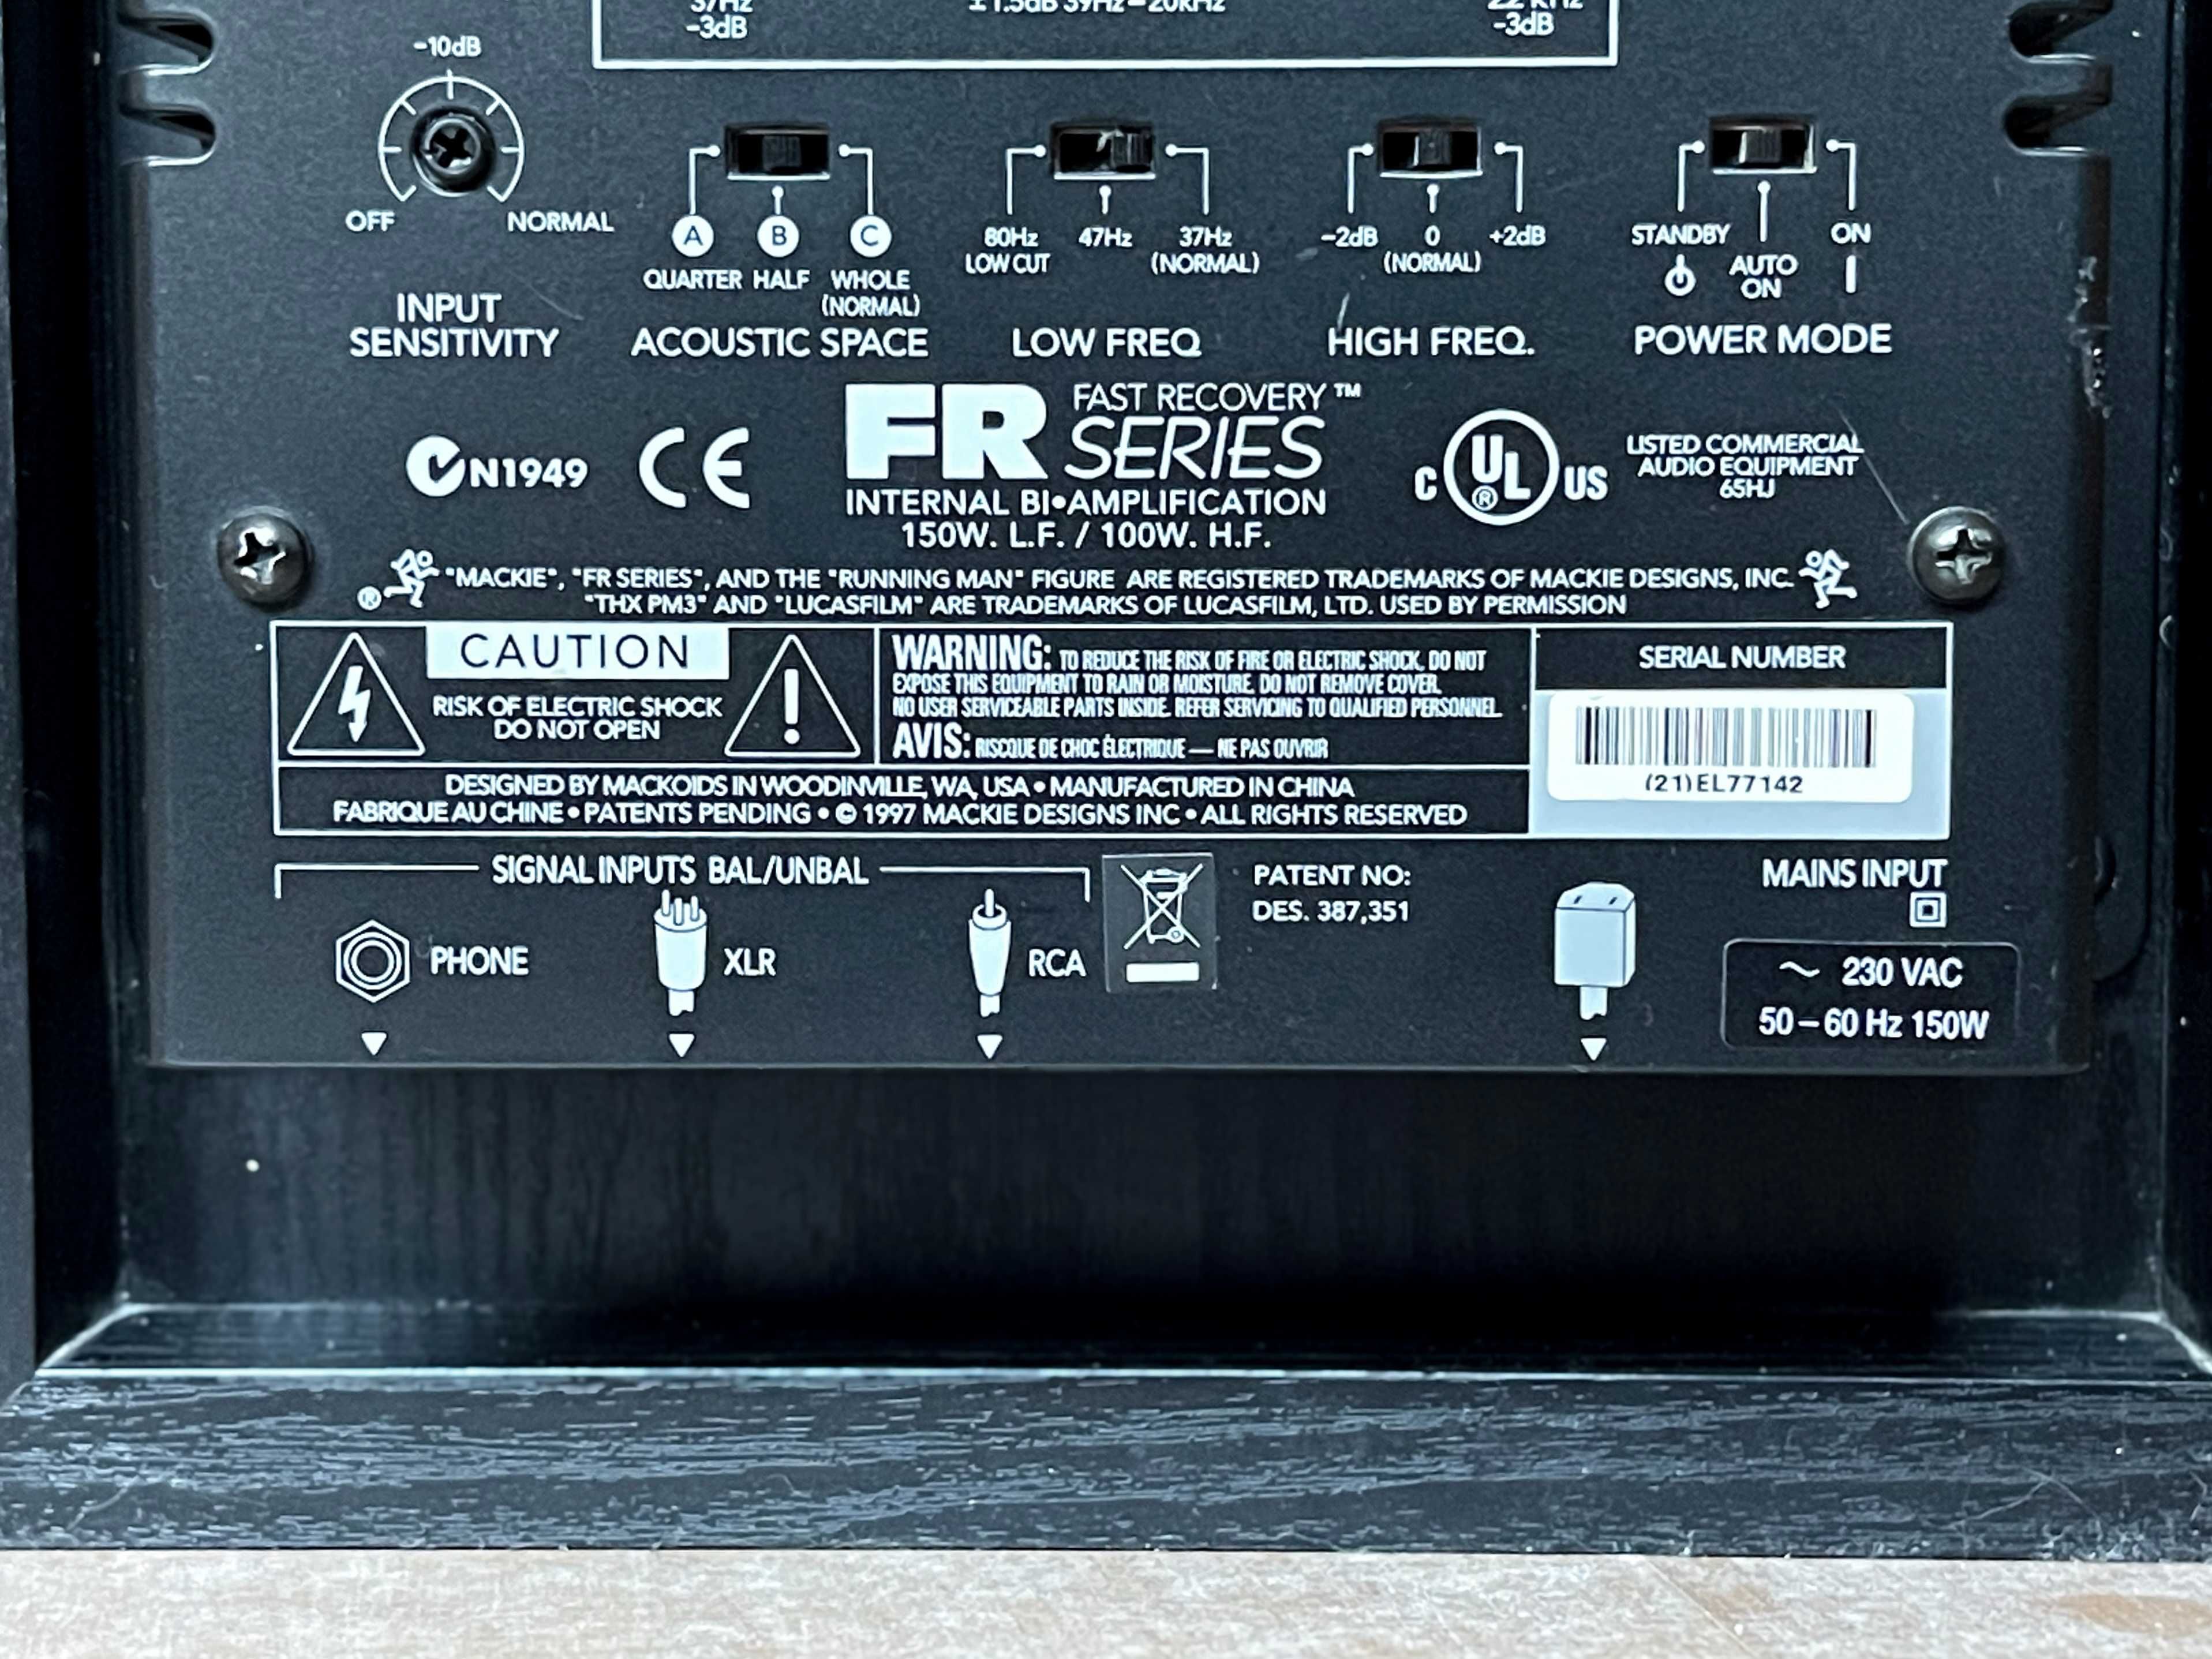 37Hz ±1.5dB 39Hz–20kHz 22 kHz
-3dB -3dB
-10dB
OFF NORMAL
INPUT
SENSITIVITY
A B C
QUARTER HALF WHOLE
(NORMAL)
ACOUSTIC SPACE
80Hz 47Hz 37Hz
LOW CUT (NORMAL)
LOW FREQ
-2dB 0 +2dB
(NORMAL)
HIGH FREQ.
STANDBY ON
AUTO
ON
POWER MODE
N1949 CE
FR FAST RECOVERY™
SERIES
INTERNAL BI•AMPLIFICATION
150W. L.F. / 100W. H.F.
C UL® US
LISTED COMMERCIAL
AUDIO EQUIPMENT
65HJ
® "MACKIE", "FR SERIES", AND THE "RUNNING MAN" FIGURE ARE REGISTERED TRADEMARKS OF MACKIE DESIGNS, INC.
"THX PM3" AND "LUCASFILM" ARE TRADEMARKS OF LUCASFILM, LTD. USED BY PERMISSION
CAUTION
RISK OF ELECTRIC SHOCK
DO NOT OPEN
WARNING: TO REDUCE THE RISK OF FIRE OR ELECTRIC SHOCK, DO NOT
EXPOSE THIS EQUIPMENT TO RAIN OR MOISTURE. DO NOT REMOVE COVER.
NO USER SERVICEABLE PARTS INSIDE. REFER SERVICING TO QUALIFIED PERSONNEL.
AVIS: RISCQUE DE CHOC ÉLECTRIQUE — NE PAS OUVRIR
SERIAL NUMBER
(21)EL77142
DESIGNED BY MACKOIDS IN WOODINVILLE, WA, USA • MANUFACTURED IN CHINA
FABRIQUE AU CHINE • PATENTS PENDING • © 1997 MACKIE DESIGNS INC • ALL RIGHTS RESERVED
SIGNAL INPUTS BAL/UNBAL
PHONE XLR RCA
PATENT NO:
DES. 387,351
MAINS INPUT
~ 230 VAC
50–60 Hz 150W